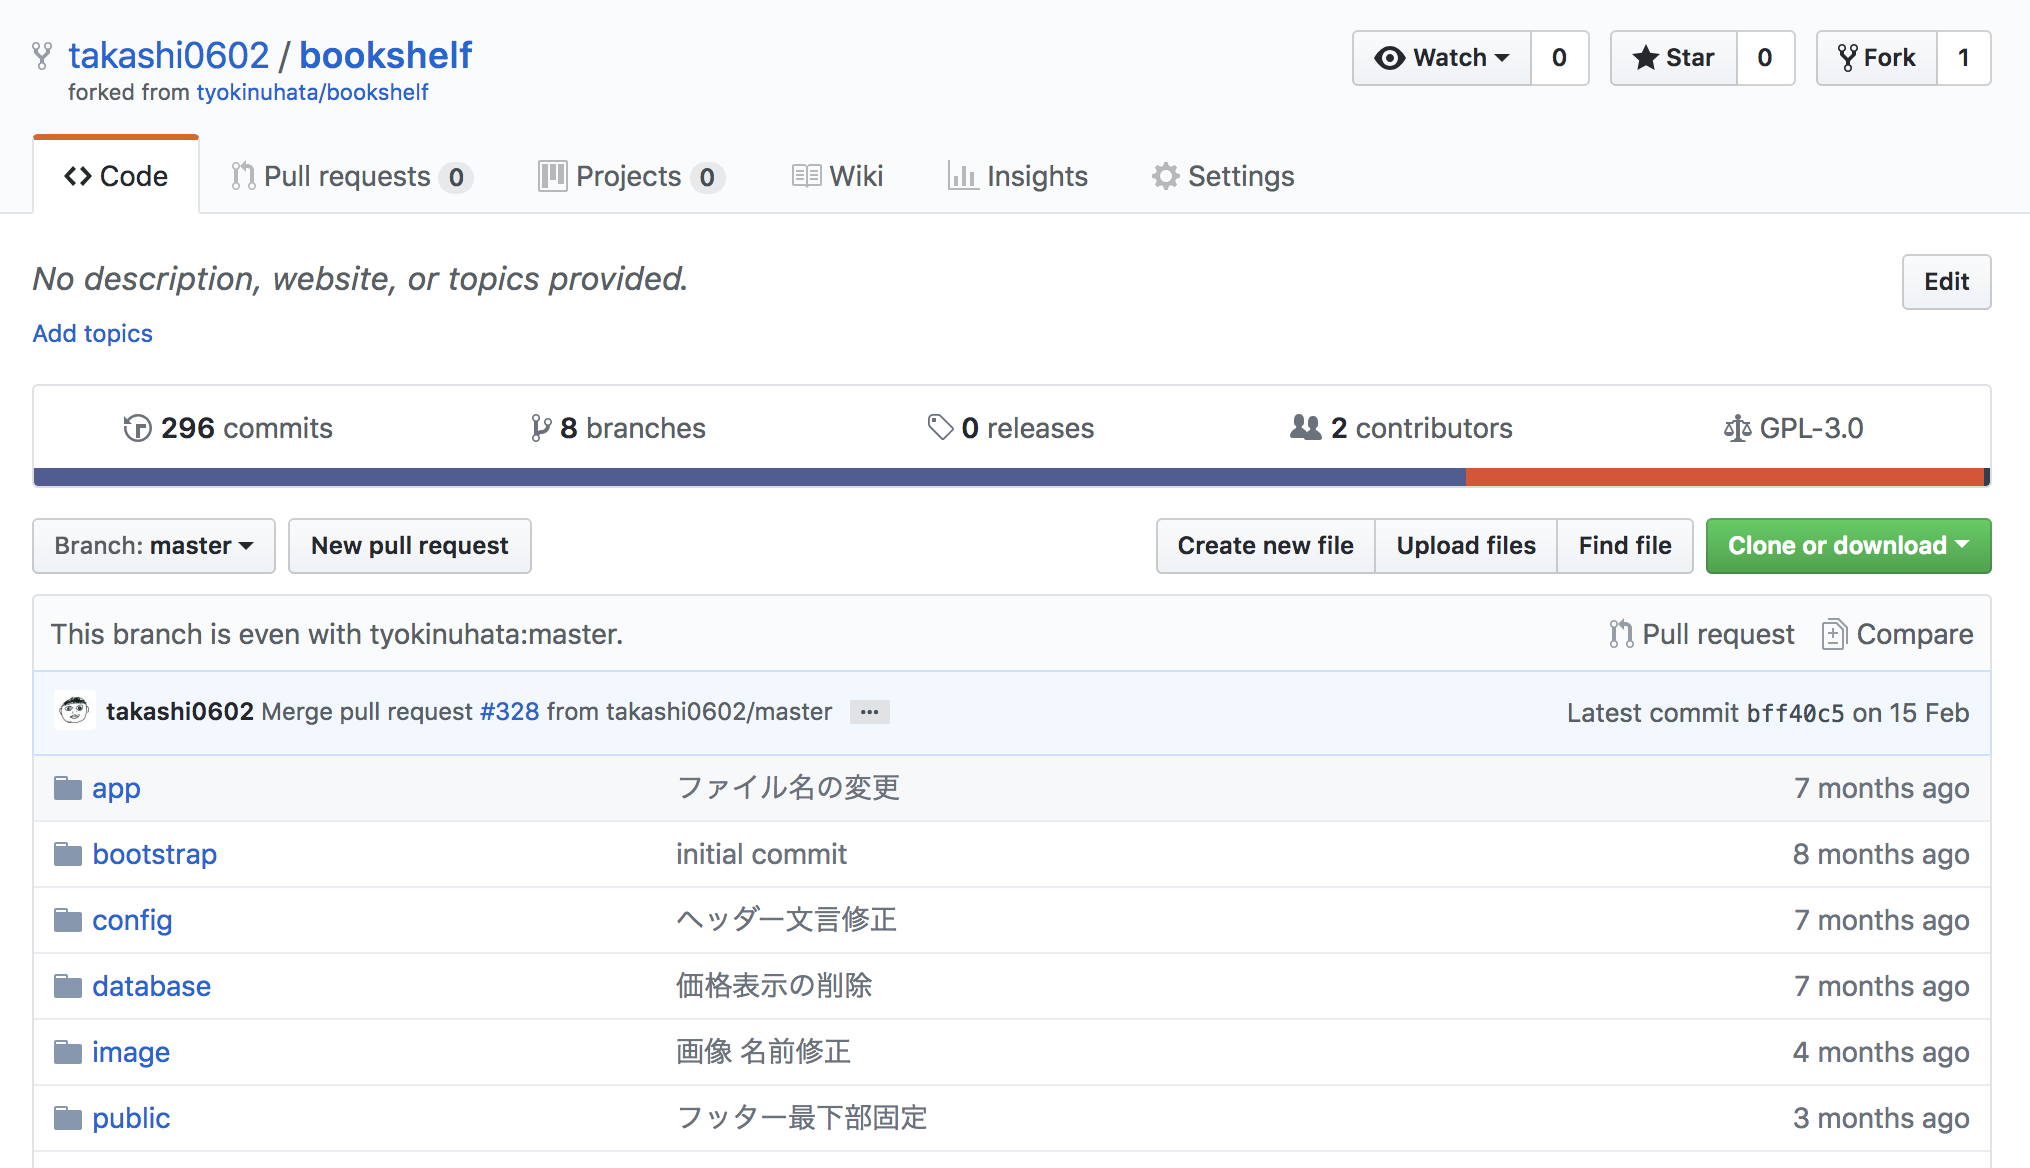 takashi0602 / bookshelf
forked from tyokinuhata/bookshelf
Watch 0 Star 0 Fork 1
Code Pull requests 0 Projects 0 Wiki Insights Settings
No description, website, or topics provided.
Edit
Add topics
296 commits 8 branches 0 releases 2 contributors GPL-3.0
Branch: master New pull request Create new file Upload files Find file Clone or download
This branch is even with tyokinuhata:master. Pull request Compare
takashi0602 Merge pull request #328 from takashi0602/master ... Latest commit bff40c5 on 15 Feb
app ファイル名の変更 7 months ago
bootstrap initial commit 8 months ago
config ヘッダー文言修正 7 months ago
database 価格表示の削除 7 months ago
image 画像 名前修正 4 months ago
public フッター最下部固定 3 months ago